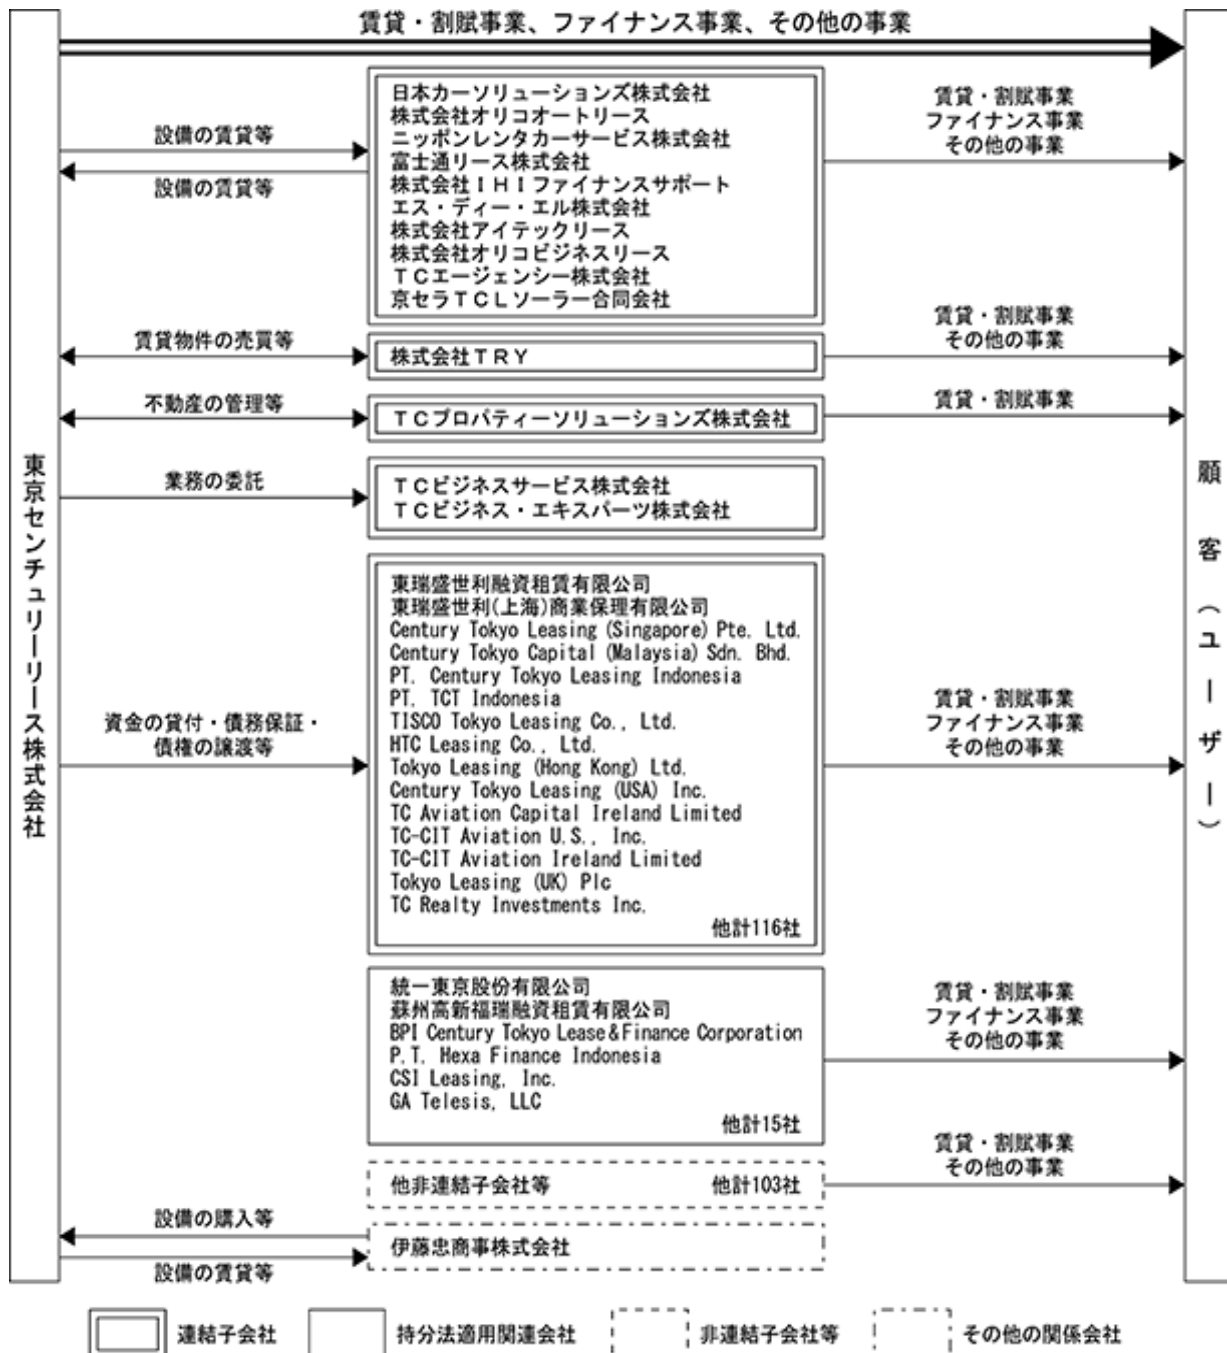 賃貸・割賦事業、ファイナンス事業、その他の事業
東京センチュリーリース株式会社
顧客(ユーザー)
設備の賃貸等
設備の賃貸等
日本カーソリューションズ株式会社
株式会社オリコオートリース
ニッポンレンタカーサービス株式会社
富士通リース株式会社
株式会社IHIファイナンスサポート
エス・ディー・エル株式会社
株式会社アイテックリース
株式会社オリコビジネスリース
TCエージェンシー株式会社
京セラTCLソーラー合同会社
賃貸・割賦事業
ファイナンス事業
その他の事業
賃貸物件の売買等
株式会社TRY
賃貸・割賦事業
その他の事業
不動産の管理等
TCプロパティーソリューションズ株式会社
賃貸・割賦事業
業務の委託
TCビジネスサービス株式会社
TCビジネス・エキスパーツ株式会社
資金の貸付・債務保証・
債権の譲渡等
東瑞盛世利融資租賃有限公司
東瑞盛世利(上海)商業保理有限公司
Century Tokyo Leasing (Singapore) Pte. Ltd.
Century Tokyo Capital (Malaysia) Sdn. Bhd.
PT. Century Tokyo Leasing Indonesia
PT. TCT Indonesia
TISCO Tokyo Leasing Co., Ltd.
HTC Leasing Co., Ltd.
Tokyo Leasing (Hong Kong) Ltd.
Century Tokyo Leasing (USA) Inc.
TC Aviation Capital Ireland Limited
TC-CIT Aviation U.S., Inc.
TC-CIT Aviation Ireland Limited
Tokyo Leasing (UK) Plc
TC Realty Investments Inc.
他計116社
賃貸・割賦事業
ファイナンス事業
その他の事業
統一東京股份有限公司
蘇州高新福瑞融資租賃有限公司
BPI Century Tokyo Lease&Finance Corporation
P.T. Hexa Finance Indonesia
CSI Leasing, Inc.
GA Telesis, LLC
他計15社
賃貸・割賦事業
ファイナンス事業
その他の事業
他非連結子会社等 他計103社
賃貸・割賦事業
その他の事業
設備の購入等
設備の賃貸等
伊藤忠商事株式会社
連結子会社 持分法適用関連会社 非連結子会社等 その他の関係会社